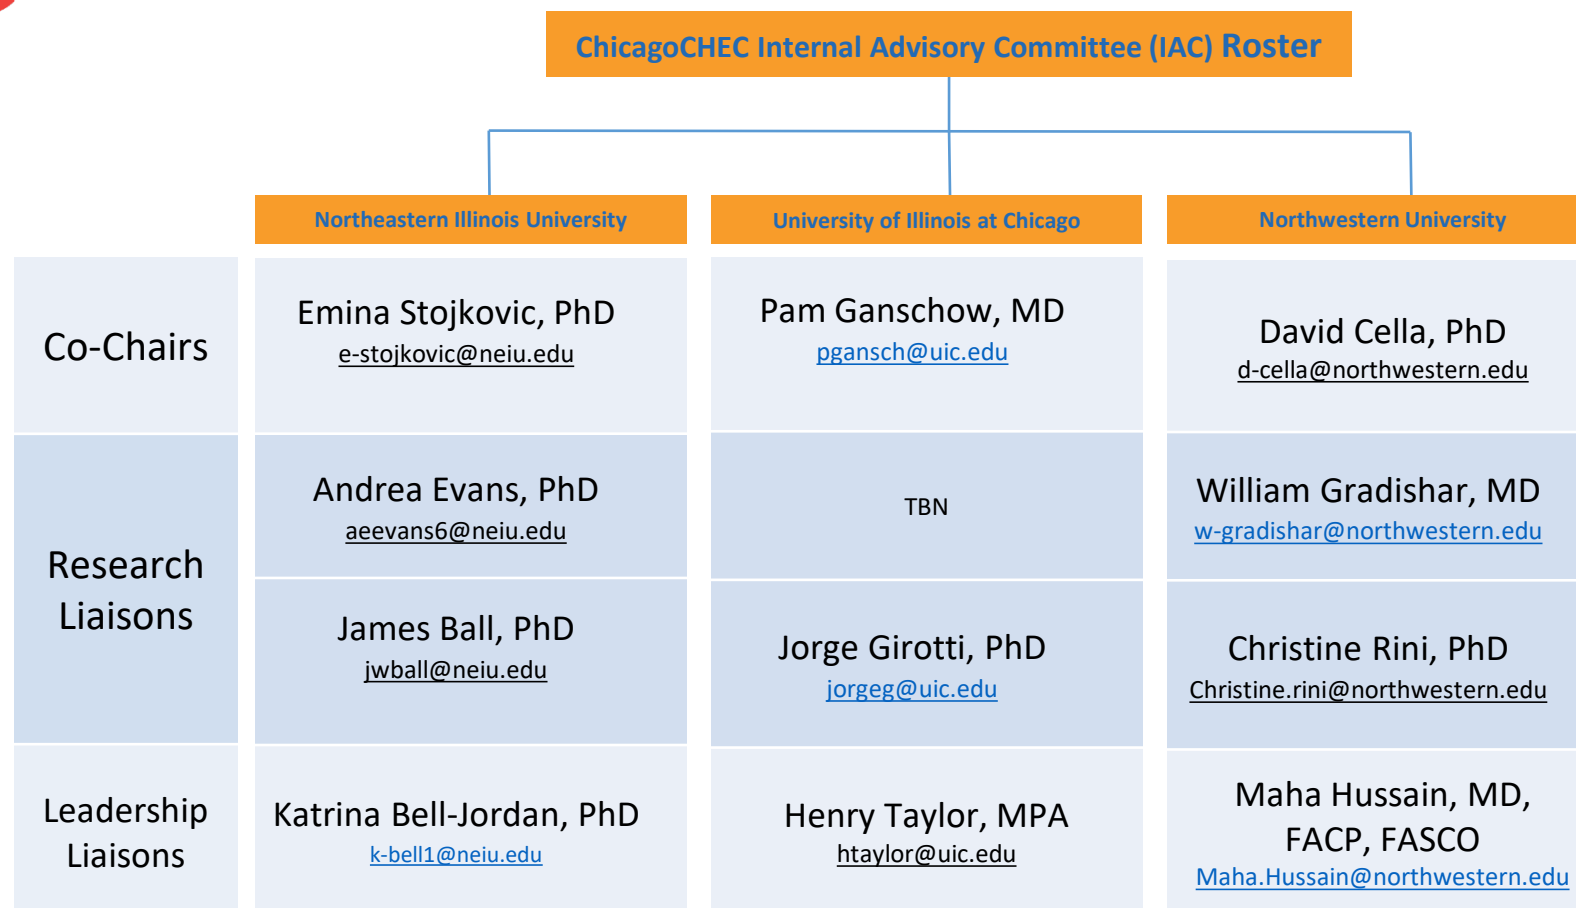 ChicagoCHEC Internal Advisory Committee (IAC) Roster
Northeastern Illinois University
University of Illinois at Chicago
Northwestern University
Co-Chairs
Emina Stojkovic, PhD
e-stojkovic@neiu.edu
Pam Ganschow, MD
pgansch@uic.edu
David Cella, PhD
d-cella@northwestern.edu
Research
Liaisons
Andrea Evans, PhD
aeevans6@neiu.edu
TBN
William Gradishar, MD
w-gradishar@northwestern.edu
James Ball, PhD
jwball@neiu.edu
Jorge Girotti, PhD
jorgeg@uic.edu
Christine Rini, PhD
Christine.rini@northwestern.edu
Leadership
Liaisons
Katrina Bell-Jordan, PhD
k-bell1@neiu.edu
Henry Taylor, MPA
htaylor@uic.edu
Maha Hussain, MD,
FACP, FASCO
Maha.Hussain@northwestern.edu